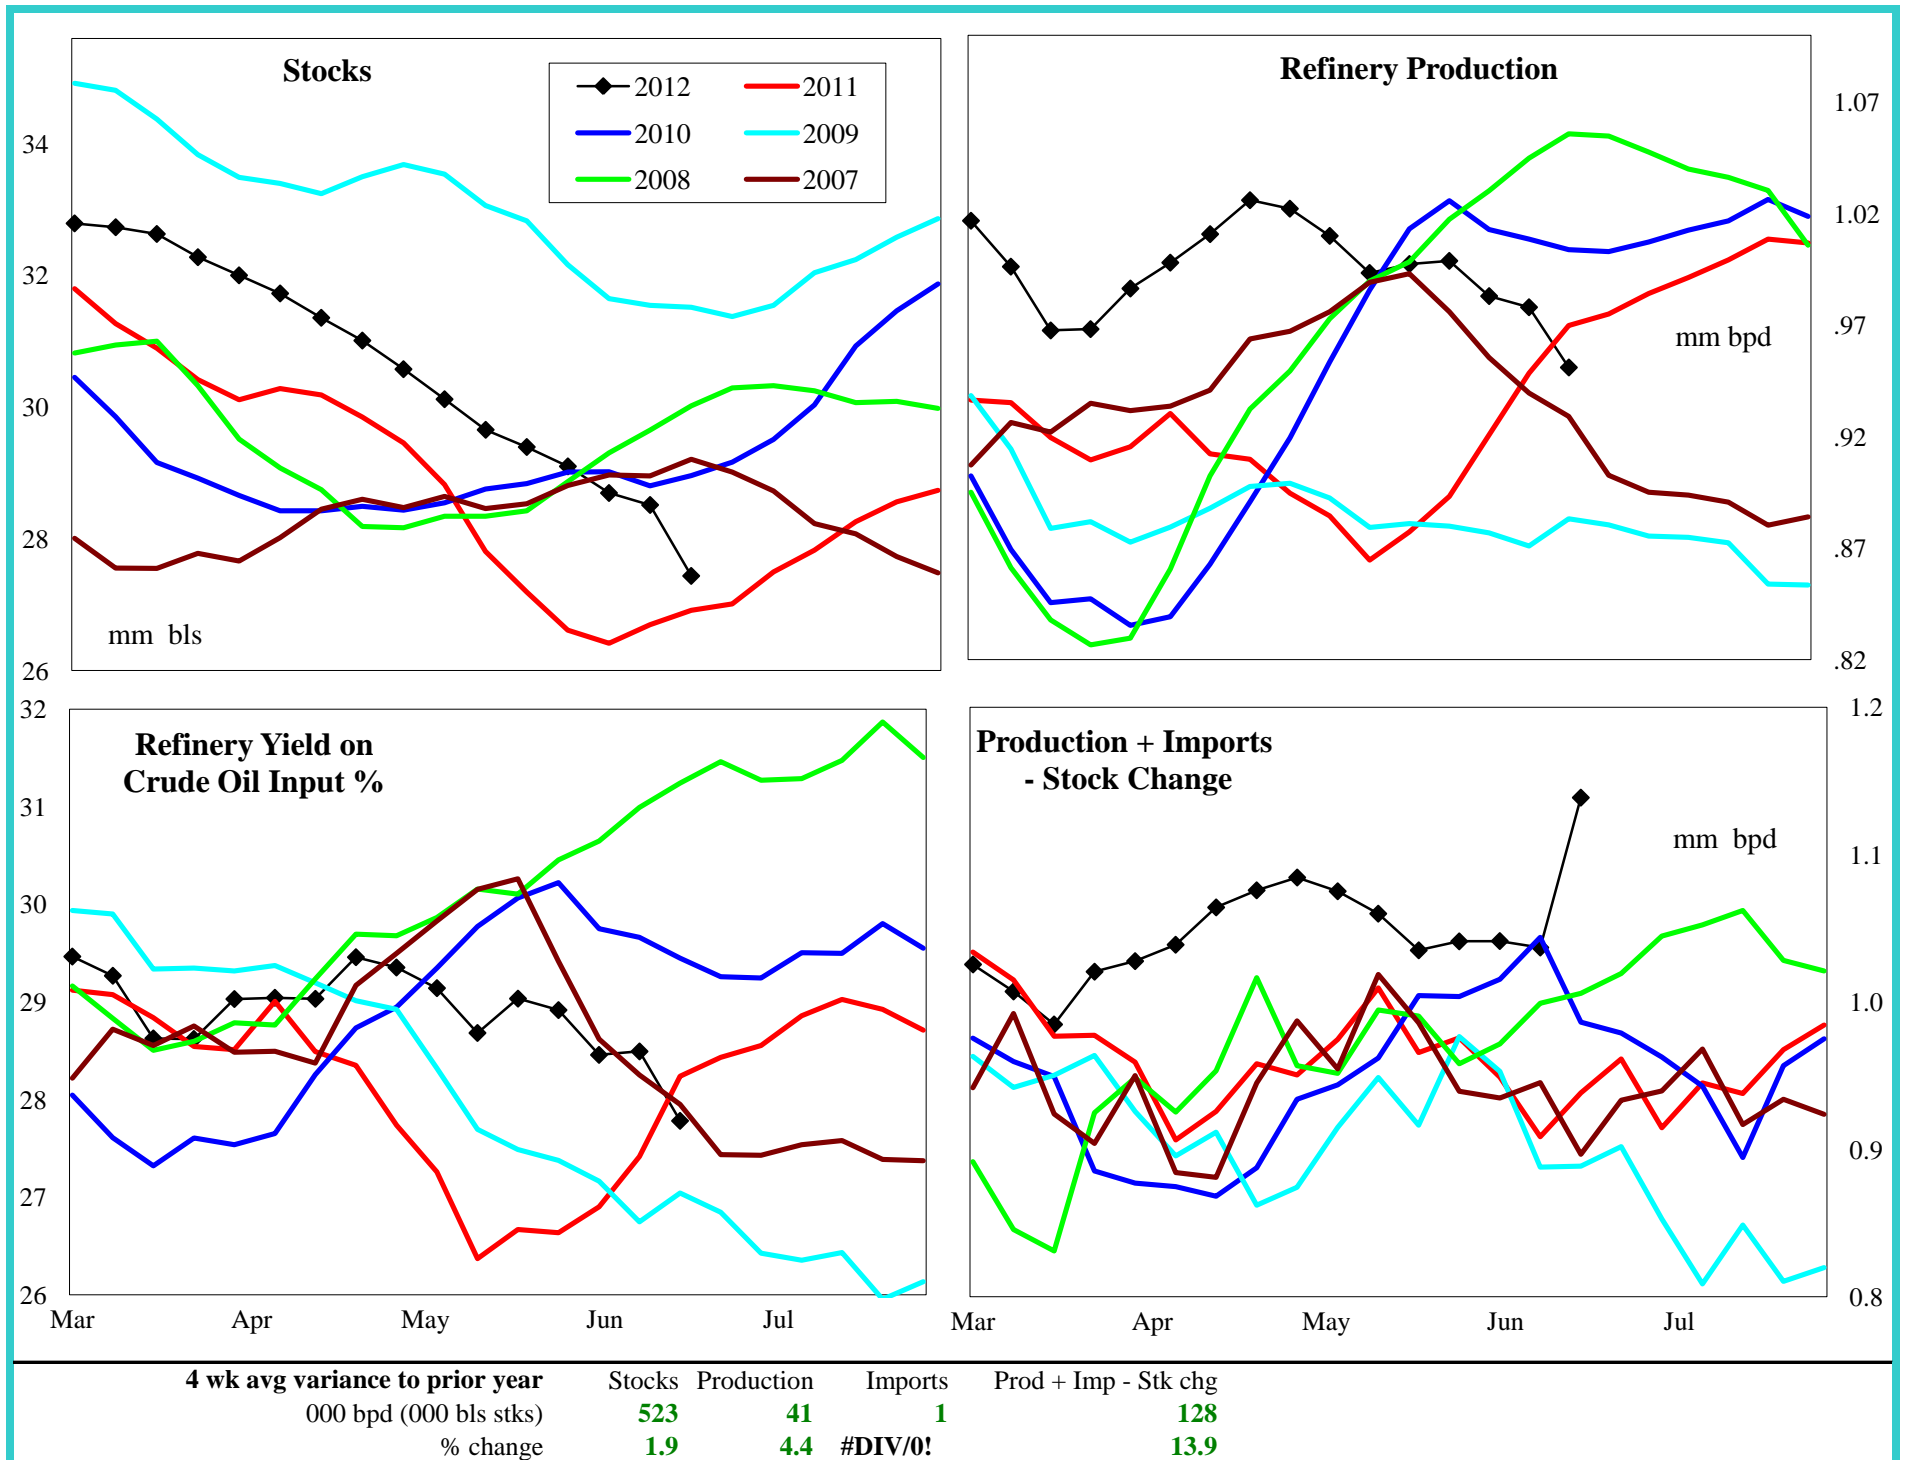 Stocks
2012 2011
2010 2009
2008 2007
34
32
30
28
26
mm bls
Refinery Production
1.07
1.02
.97
.92
.87
.82
mm bpd
Refinery Yield on
Crude Oil Input %
32
31
30
29
28
27
26
Mar Apr May Jun Jul
Production + Imports
- Stock Change
mm bpd
1.2
1.1
1.0
0.9
0.8
Mar Apr May Jun Jul
4 wk avg variance to prior year Stocks Production Imports Prod + Imp - Stk chg
000 bpd (000 bls stks) 523 41 1 128
% change 1.9 4.4 #DIV/0! 13.9